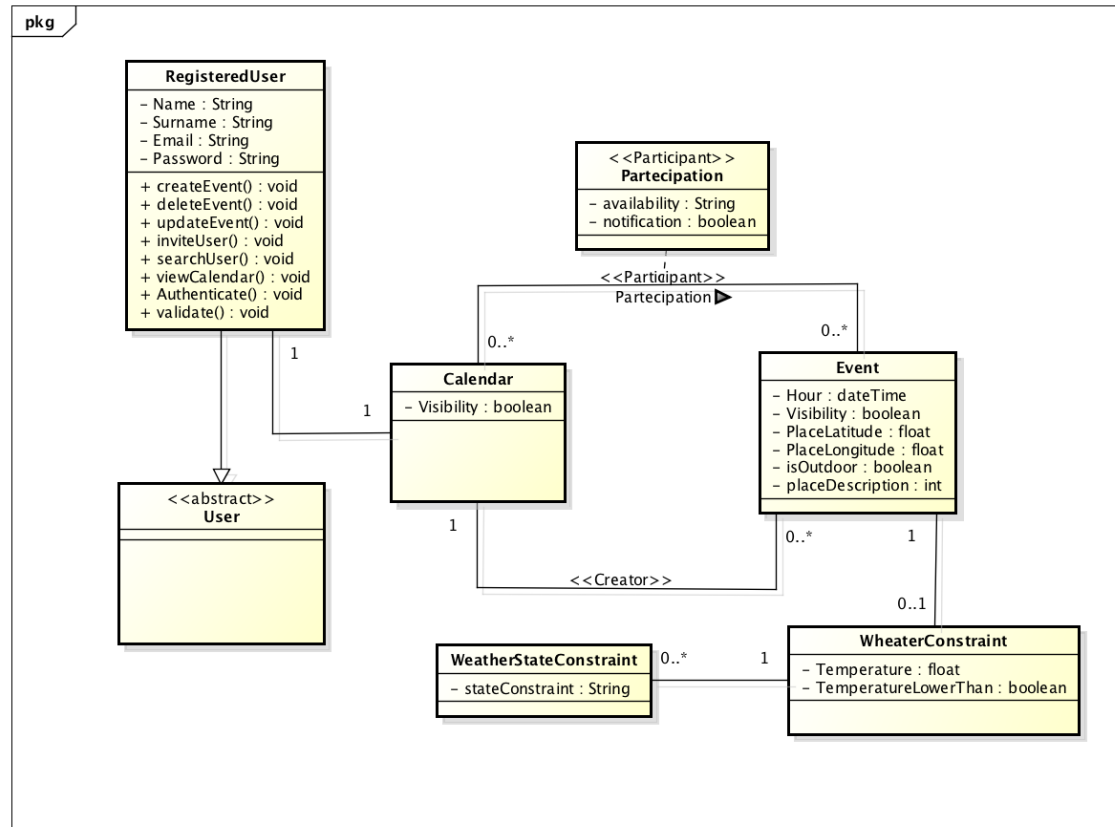 pkg
RegisteredUser
- Name : String
- Surname : String
- Email : String
- Password : String
+ createEvent() : void
+ deleteEvent() : void
+ updateEvent() : void
+ inviteUser() : void
+ searchUser() : void
+ viewCalendar() : void
+ Authenticate() : void
+ validate() : void
<<Participant>>
Partecipation
- availability : String
- notification : boolean
<<Participant>>
Partecipation
0..*
0..*
1
1
Calendar
- Visibility : boolean
Event
- Hour : dateTime
- Visibility : boolean
- PlaceLatitude : float
- PlaceLongitude : float
- isOutdoor : boolean
- placeDescription : int
<<abstract>>
User
1
0..*
<<Creator>>
1
0..1
WeatherStateConstraint
- stateConstraint : String
0..*
1
WheaterConstraint
- Temperature : float
- TemperatureLowerThan : boolean